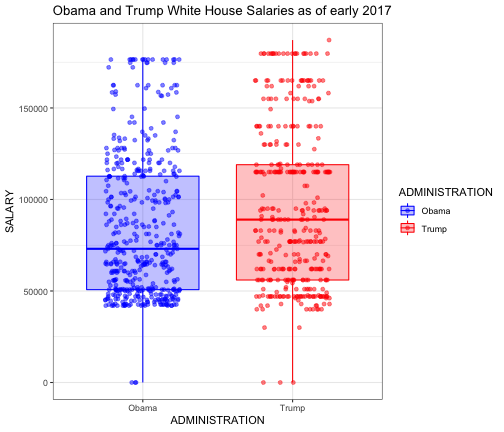 Obama and Trump White House Salaries as of early 2017
SALARY
150000
100000
50000
0
Obama
Trump
ADMINISTRATION
ADMINISTRATION
Obama
Trump